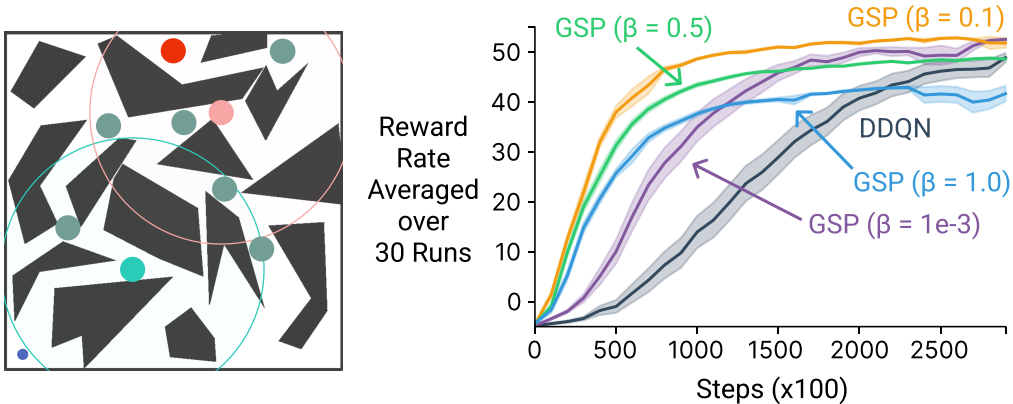 GSP (β = 0.1)
GSP (β = 0.5)
50
40
30
20
10
0
Reward
Rate
Averaged
over
30 Runs
DDQN
GSP (β = 1.0)
GSP (β = 1e-3)
0
500
1000
1500
2000
2500
Steps (x100)